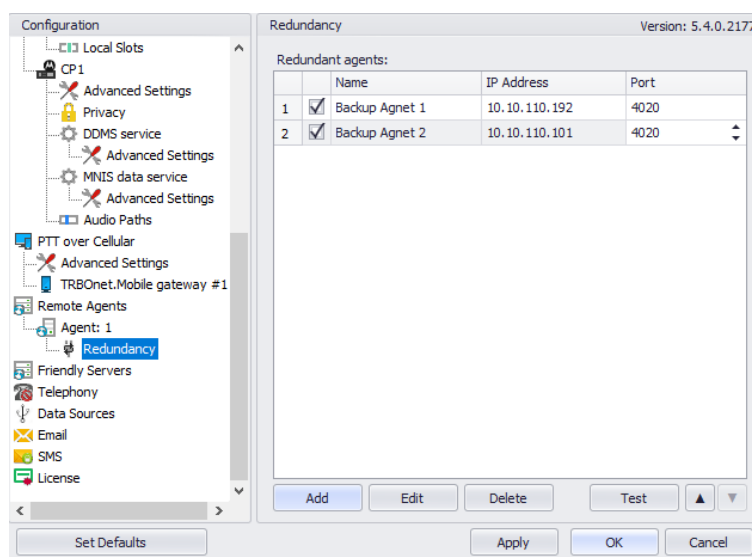 Configuration
Local Slots
CP1
Advanced Settings
Privacy
DDMS service
Advanced Settings
MNIS data service
Advanced Settings
Audio Paths
PTT over Cellular
Advanced Settings
TRBOnet.Mobile gateway #1
Remote Agents
Agent: 1
Redundancy
Friendly Servers
Telephony
Data Sources
Email
SMS
License
Set Defaults
Redundancy Version: 5.4.0.2177
Redundant agents:
Name IP Address Port
1 Backup Agnet 1 10.10.110.192 4020
2 Backup Agnet 2 10.10.110.101 4020
Add Edit Delete Test
Apply OK Cancel